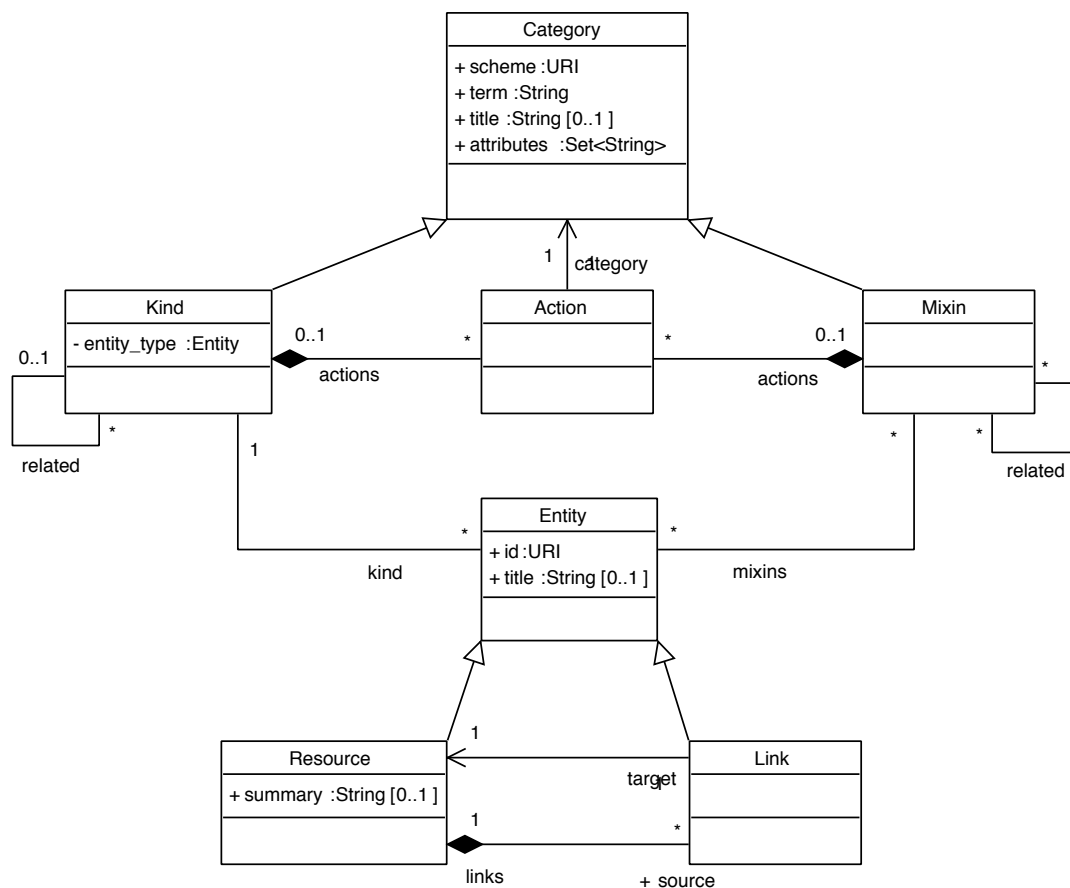 Category
+ scheme :URI
+ term :String
+ title :String [0..1 ]
+ attributes :Set<String>
1
1
category
Kind
- entity_type :Entity
0..1
*
actions
Action
*
0..1
actions
Mixin
0..1
*
related
*
*
related
1
*
kind
Entity
+ id :URI
+ title :String [0..1 ]
*
*
mixins
Resource
+ summary :String [0..1 ]
1
target
1
Link
1
*
links
+ source